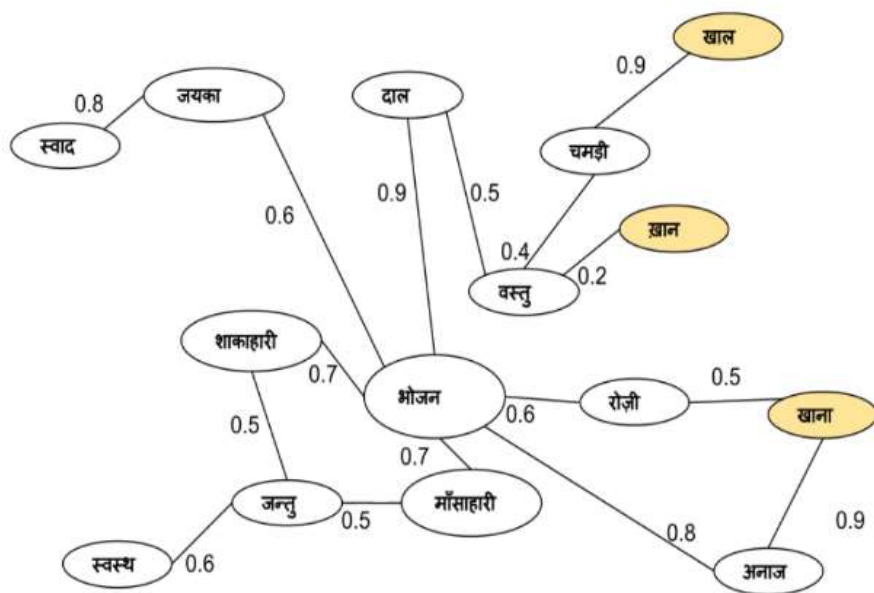 खाल
0.9
जयका
दाल
0.8
स्वाद
चमड़ी
0.9
0.5
0.6
ख़ान
0.4
0.2
वस्तु
शाकाहारी
0.7
भोजन
0.6
रोज़ी
0.5
खाना
0.5
0.7
जन्तु
0.5
माँसाहारी
0.8
0.9
स्वस्थ
0.6
अनाज